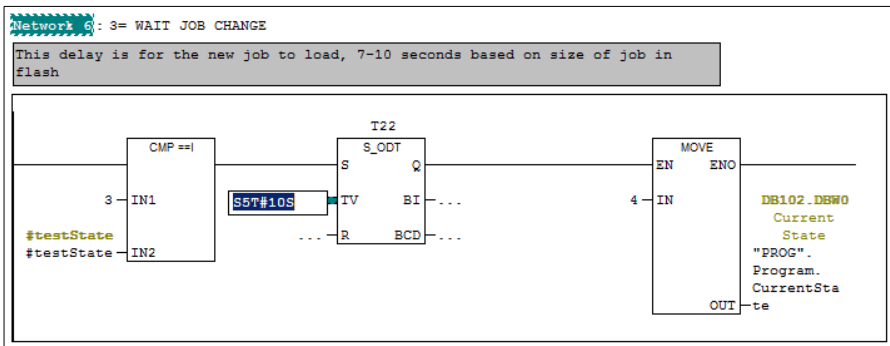 Network 6: 3= WAIT JOB CHANGE
This delay is for the new job to load, 7-10 seconds based on size of job in
flash
T22
CMP ==I
S_ODT
MOVE
S Q
EN ENO
3 IN1
S5T#10S TV BI ...
4 IN
DB102.DBW0
Current
State
"PROG".
Program.
CurrentSta
te
#testState
#testState IN2
... R BCD ...
OUT